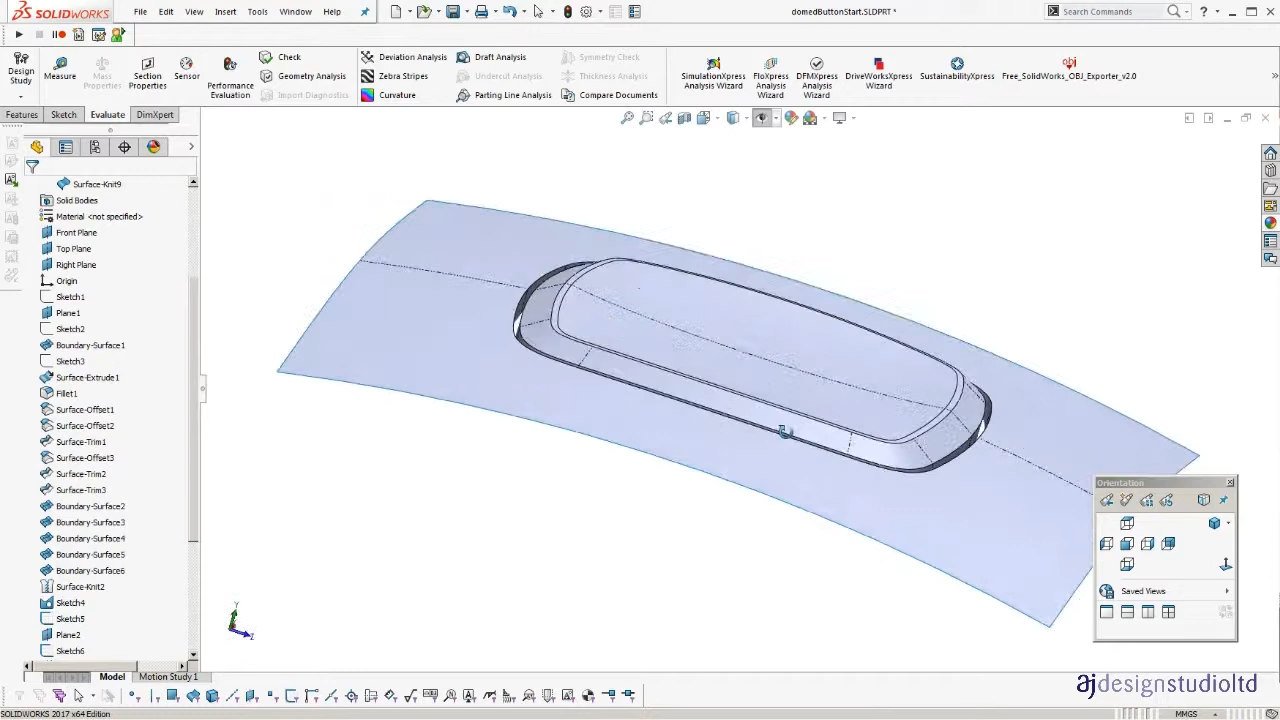 SOLIDWORKS File Edit View Insert Tools Window Help domedButtonStart.SLDPRT * Search Commands ?
Design Study Measure Mass Properties Section Properties Sensor Performance Evaluation
Check Deviation Analysis Draft Analysis Symmetry Check
Geometry Analysis Zebra Stripes Undercut Analysis Thickness Analysis
Import Diagnostics Curvature Parting Line Analysis Compare Documents
SimulationXpress Analysis Wizard FloXpress Analysis Wizard DFMXpress Analysis Wizard DriveWorksXpress Wizard SustainabilityXpress Free_SolidWorks_OBJ_Exporter_v2.0
Features Sketch Evaluate DimXpert
Surface-Knit9
Solid Bodies
Material <not specified>
Front Plane
Top Plane
Right Plane
Origin
Sketch1
Plane1
Sketch2
Boundary-Surface1
Sketch3
Surface-Extrude1
Fillet1
Surface-Offset1
Surface-Offset2
Surface-Trim1
Surface-Offset3
Surface-Trim2
Surface-Trim3
Boundary-Surface2
Boundary-Surface3
Boundary-Surface4
Boundary-Surface5
Boundary-Surface6
Surface-Knit2
Sketch4
Sketch5
Plane2
Sketch6
Orientation
Saved Views
Y
Z
Model Motion Study 1
ajdesignstudioltd
SOLIDWORKS 2017 x64 Edition MMGS